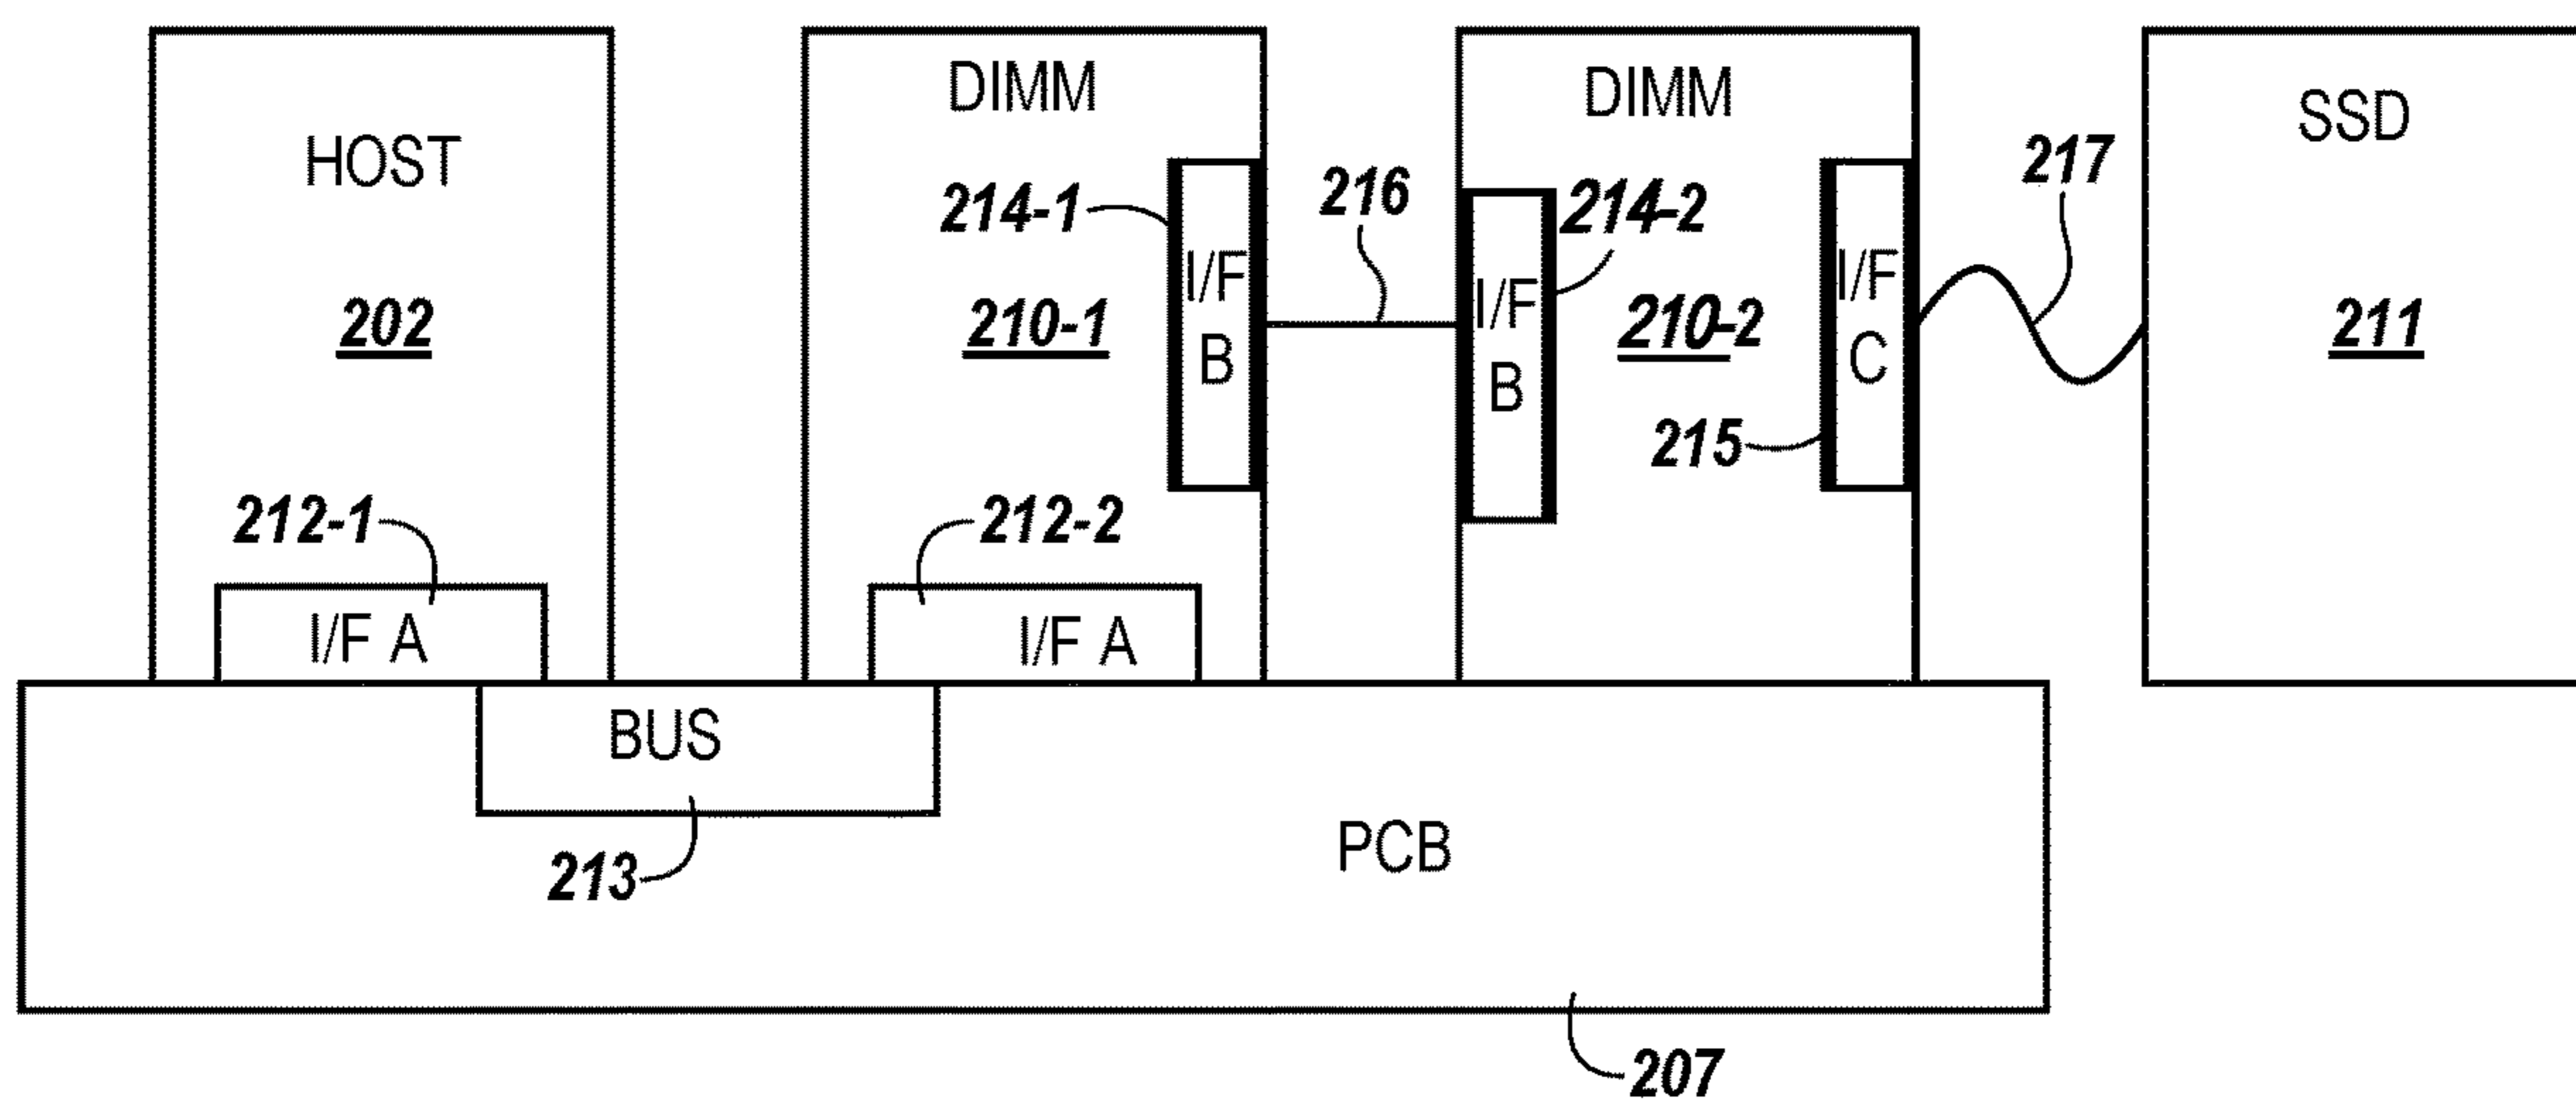 HOST
202
212-1
I/F A
DIMM
214-1
210-1
I/F
B
212-2
I/F A
216
DIMM
214-2
I/F
B
210-2
215
I/F
C
217
SSD
211
BUS
213
PCB
207